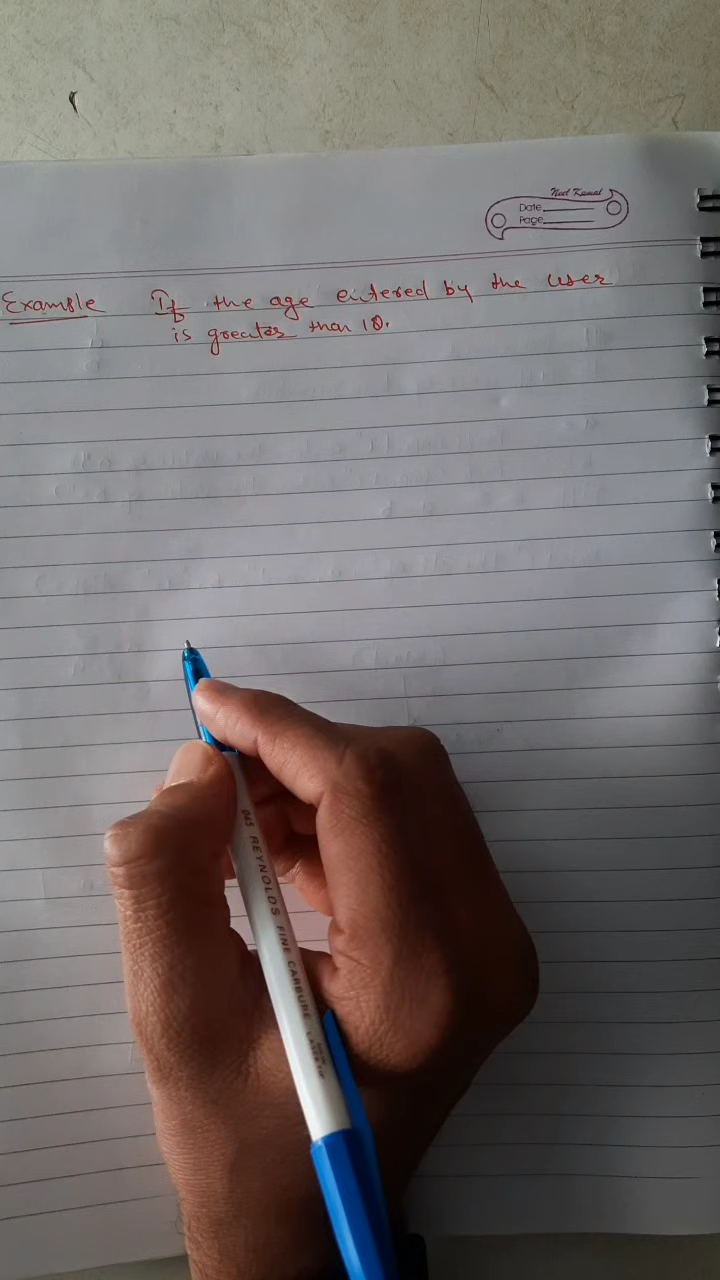 Neel Kamal
Date
Page
Example If the age entered by the user
is greater than 18.
045 REYNOLDS FINE CARBURE